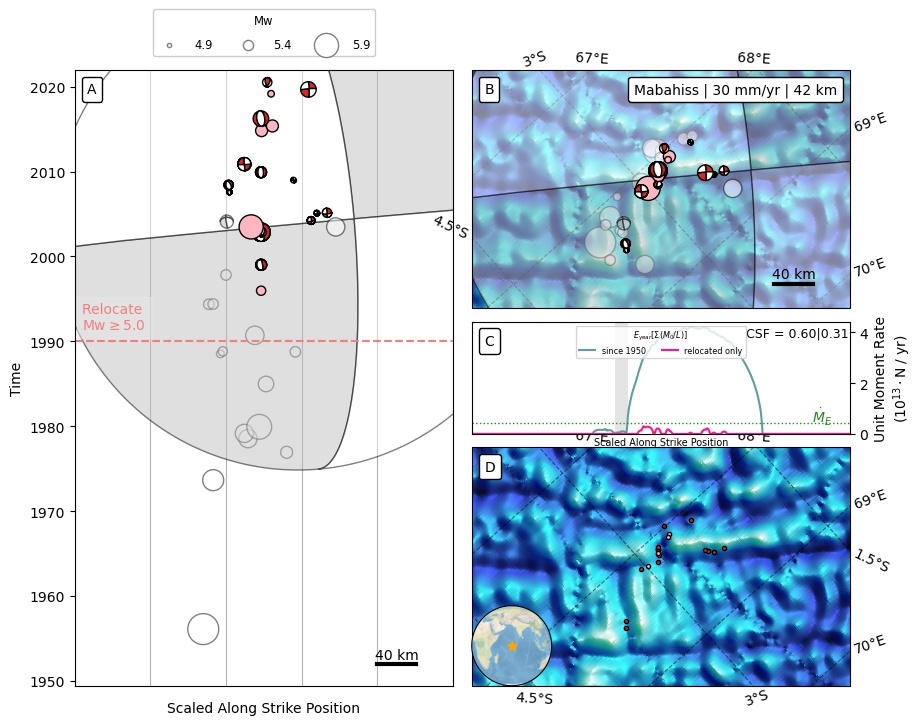 Mw
4.9 5.4 5.9
A
2020
2010
2000
1990
1980
1970
1960
1950
Time
Relocate
Mw ≥ 5.0
40 km
Scaled Along Strike Position
4.5°S
3°S 67°E 68°E
B
Mabahiss | 30 mm/yr | 42 km
69°E
70°E
40 km
C
E_year[Σ(M₀/L)]
since 1950 relocated only
CSF = 0.60|0.31
Ṁ_E
4
2
0
Unit Moment Rate
(10¹³ · N / yr)
67°E Scaled Along Strike Position 68°E
D
69°E
1.5°S
70°E
4.5°S 3°S